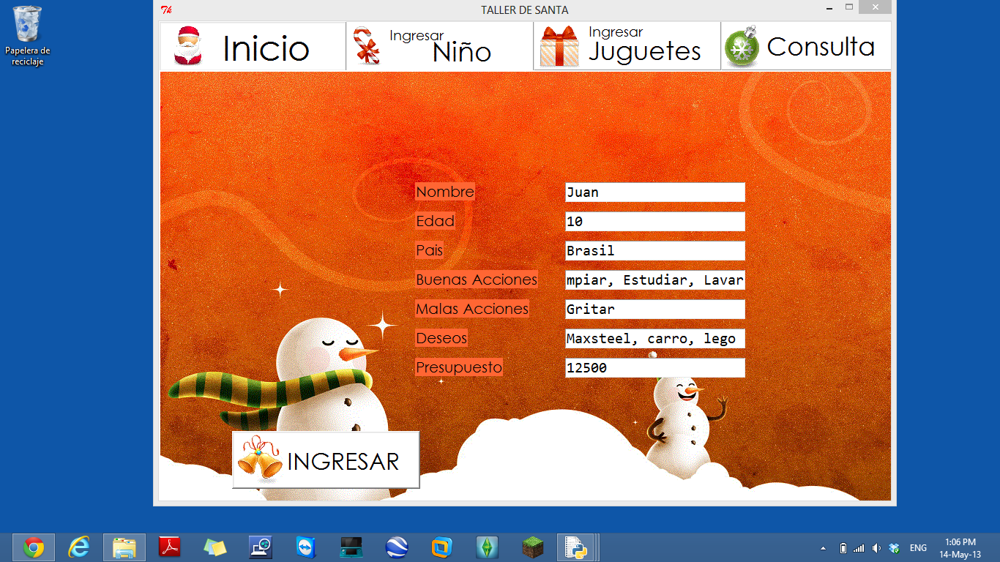 TALLER DE SANTA
Papelera de
reciclaje
Inicio
Ingresar
Niño
Ingresar
Juguetes
Consulta
Nombre Juan
Edad 10
Pais Brasil
Buenas Acciones mpiar, Estudiar, Lavar
Malas Acciones Gritar
Deseos Maxsteel, carro, lego
Presupuesto 12500
INGRESAR
ENG
1:06 PM
14-May-13